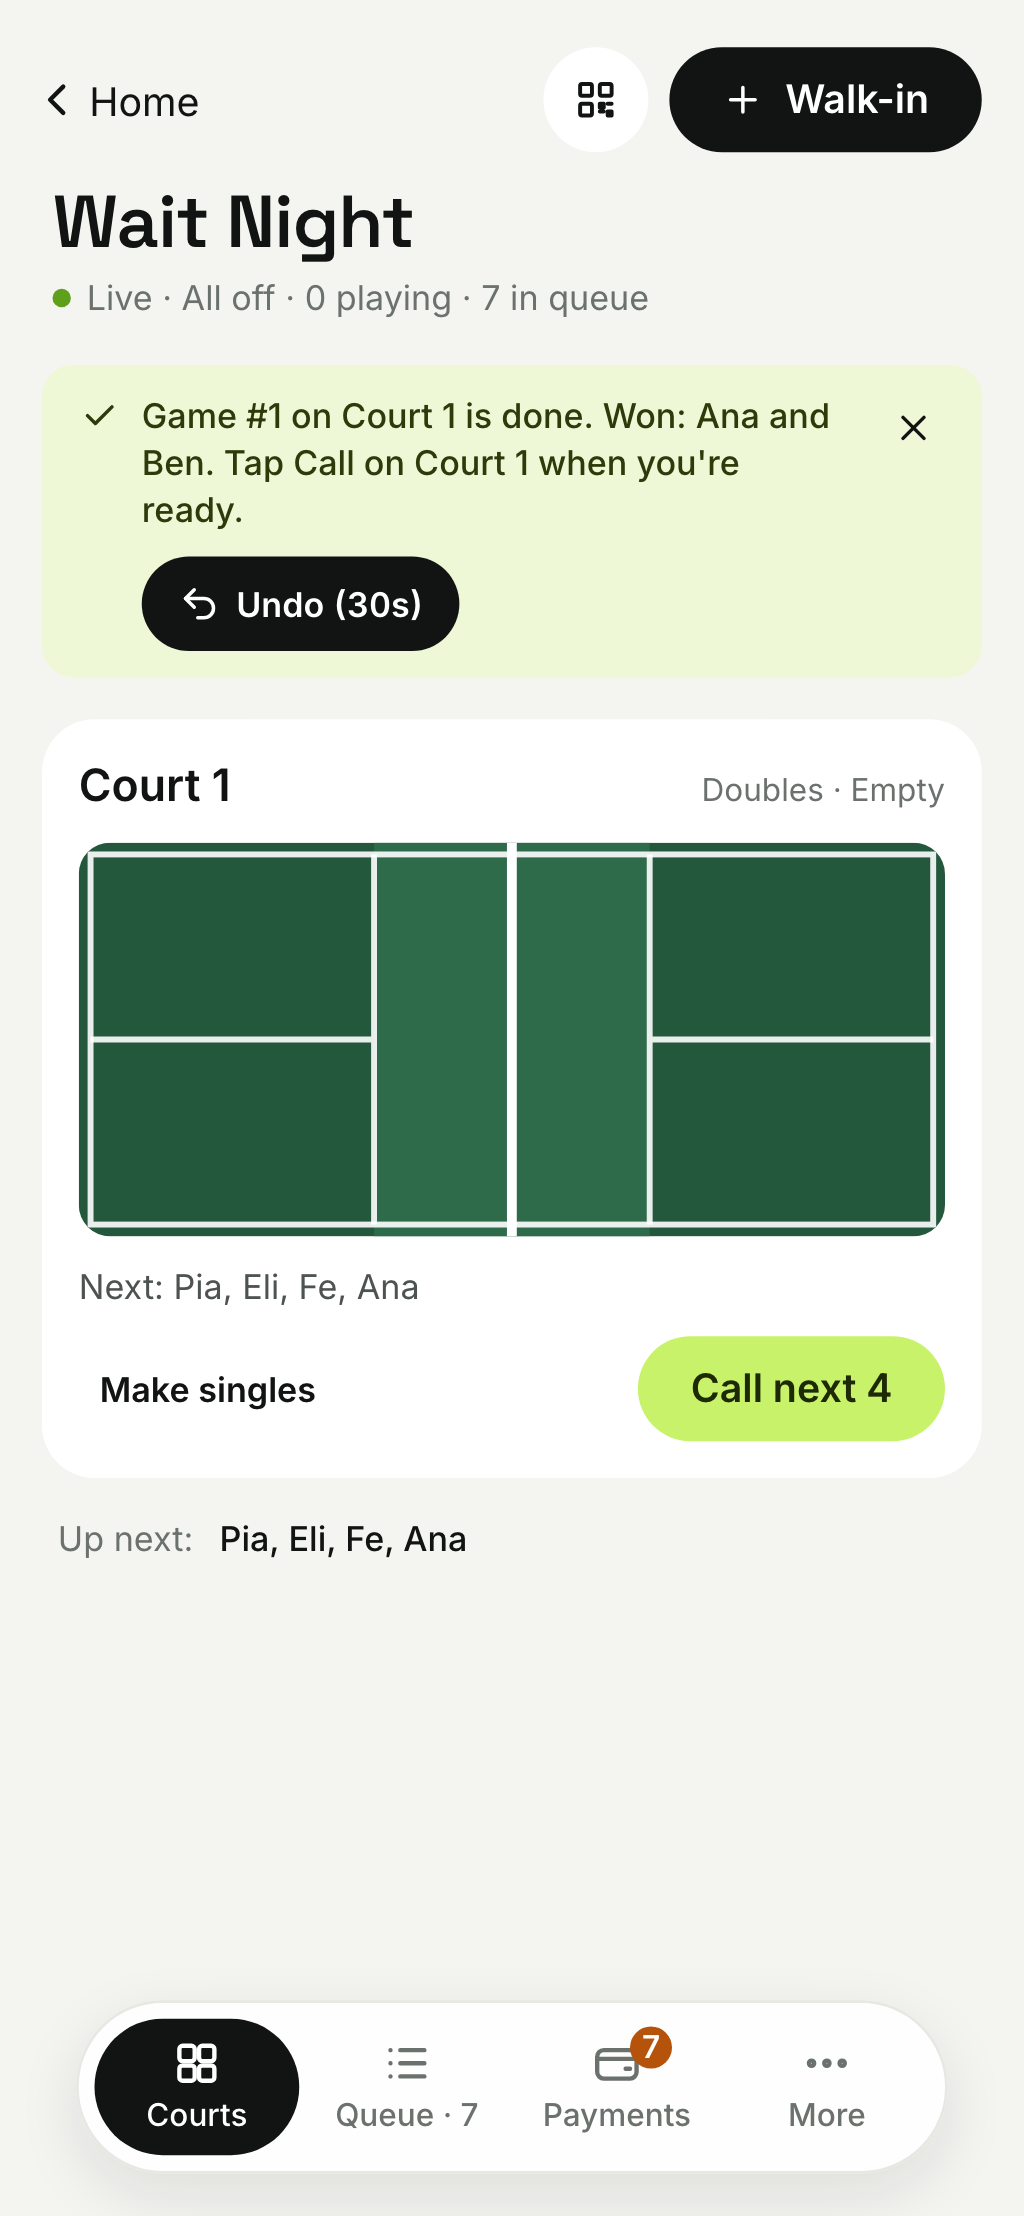 Home
Walk-in
Wait Night
Live · All off · 0 playing · 7 in queue
Game #1 on Court 1 is done. Won: Ana and
Ben. Tap Call on Court 1 when you're
ready.
Undo (30s)
Court 1
Doubles · Empty
Next: Pia, Eli, Fe, Ana
Make singles
Call next 4
Up next: Pia, Eli, Fe, Ana
7
Courts
Queue · 7
Payments
More